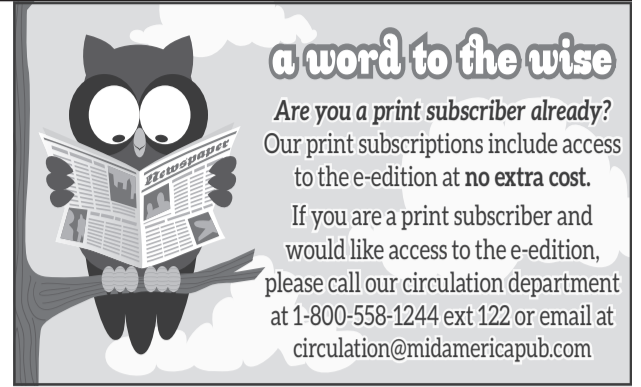 a word to the wise
Are you a print subscriber already?
Our print subscriptions include access
to the e-edition at no extra cost.
If you are a print subscriber and
would like access to the e-edition,
please call our circulation department
at 1-800-558-1244 ext 122 or email at
circulation@midamericapub.com
Newspaper